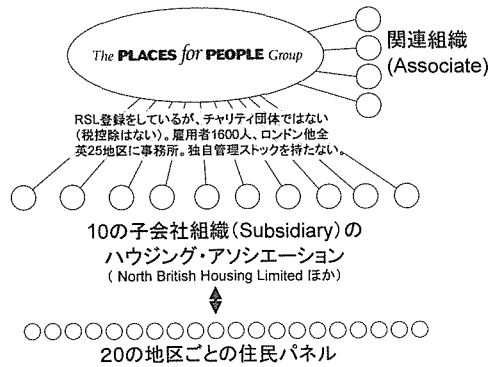 The PLACES for PEOPLE Group
関連組織
(Associate)
RSL登録をしているが、チャリティ団体ではない
(税控除はない)。雇用者1600人、ロンドン他全
英25地区に事務所。独自管理ストックを持たない。
10の子会社組織(Subsidiary)の
ハウジング・アソシエーション
( North British Housing Limited ほか)
20の地区ごとの住民パネル